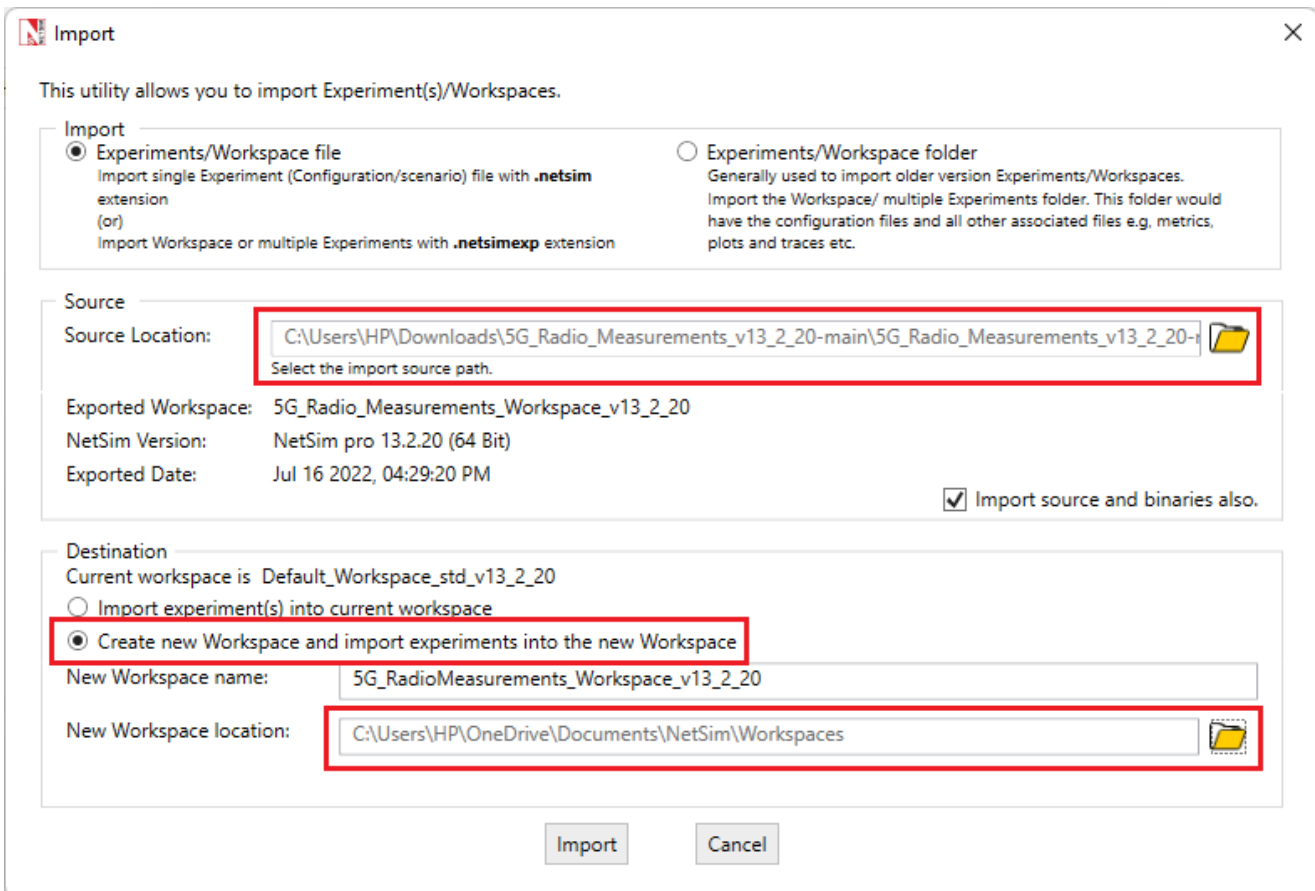 Import
This utility allows you to import Experiment(s)/Workspaces.
Import
Experiments/Workspace file
Import single Experiment (Configuration/scenario) file with .netsim
extension
(or)
Import Workspace or multiple Experiments with .netsimexp extension
Experiments/Workspace folder
Generally used to import older version Experiments/Workspaces.
Import the Workspace/ multiple Experiments folder. This folder would
have the configuration files and all other associated files e.g, metrics,
plots and traces etc.
Source
Source Location: C:\Users\HP\Downloads\5G_Radio_Measurements_v13_2_20-main\5G_Radio_Measurements_v13_2_20-
Select the import source path.
Exported Workspace: 5G_Radio_Measurements_Workspace_v13_2_20
NetSim Version: NetSim pro 13.2.20 (64 Bit)
Exported Date: Jul 16 2022, 04:29:20 PM
Import source and binaries also.
Destination
Current workspace is Default_Workspace_std_v13_2_20
Import experiment(s) into current workspace
Create new Workspace and import experiments into the new Workspace
New Workspace name: 5G_RadioMeasurements_Workspace_v13_2_20
New Workspace location: C:\Users\HP\OneDrive\Documents\NetSim\Workspaces
Import Cancel